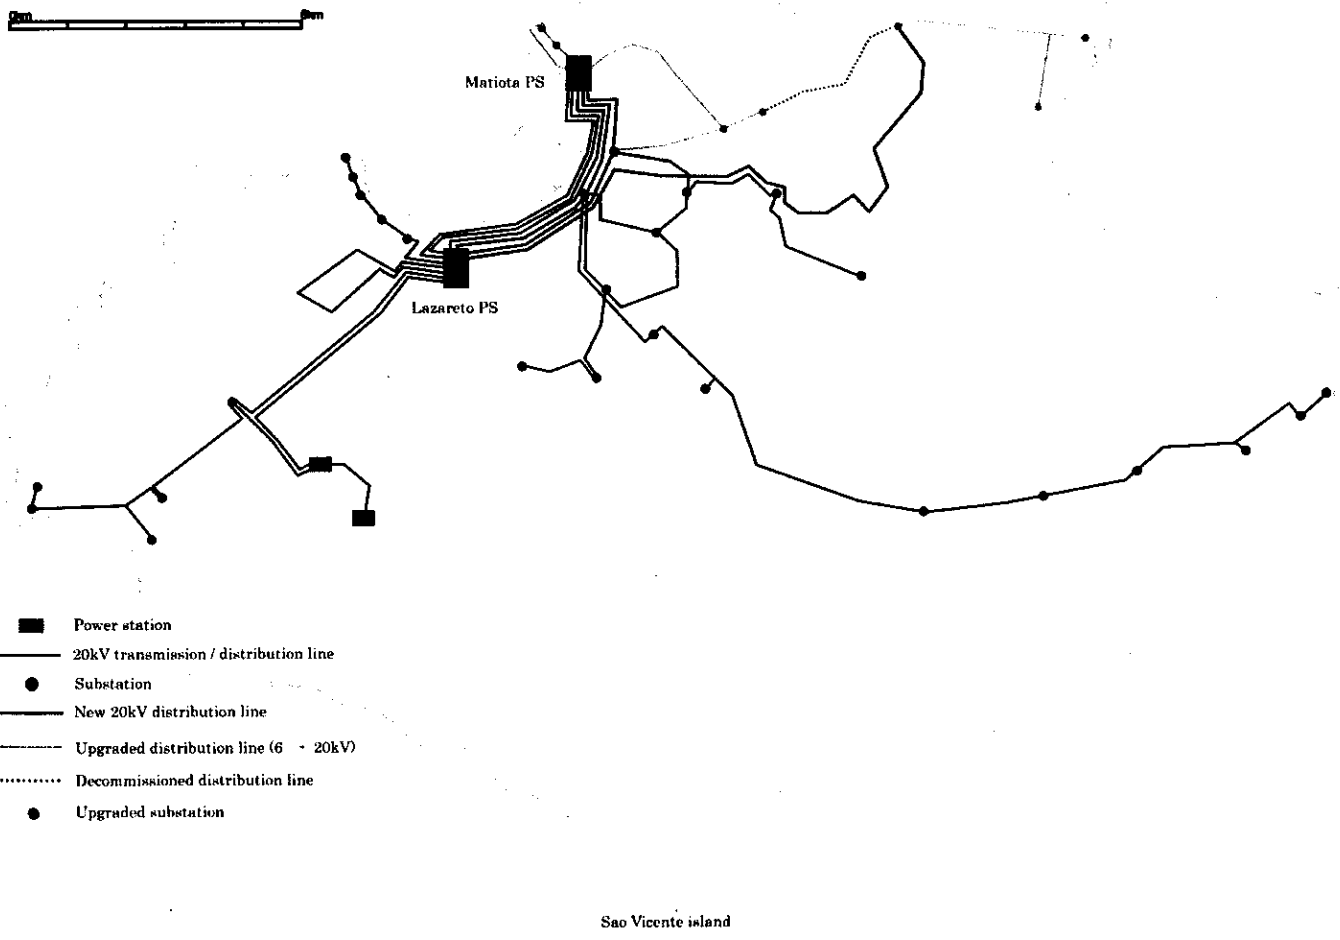 0km 5km
Matiota PS
Lazareto PS
Power station
20kV transmission / distribution line
Substation
New 20kV distribution line
Upgraded distribution line (6 - 20kV)
Decommissioned distribution line
Upgraded substation
Sao Vicente island